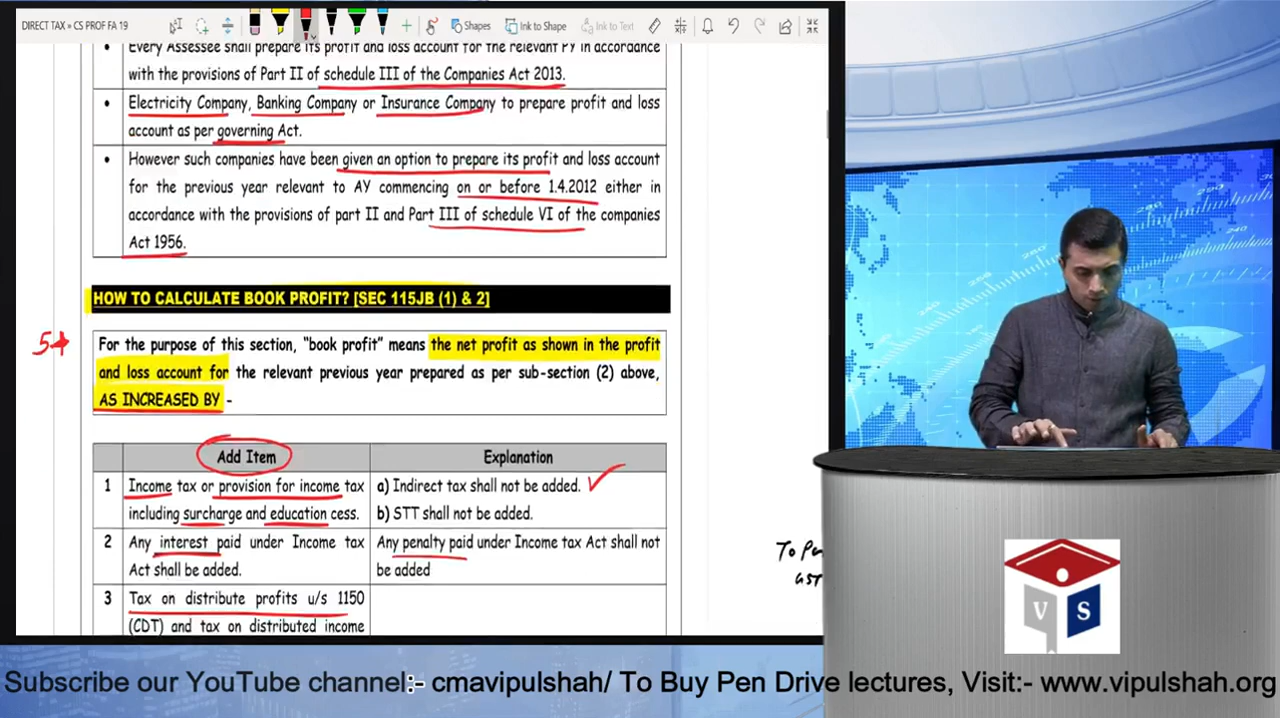 DIRECT TAX » CS PROF FA 19
Shapes
Ink to Shape
Ink to Text
• Every Assessee shall prepare its profit and loss account for the relevant PY in accordance
with the provisions of Part II of schedule III of the Companies Act 2013.
• Electricity Company, Banking Company or Insurance Company to prepare profit and loss
account as per governing Act.
• However such companies have been given an option to prepare its profit and loss account
for the previous year relevant to AY commencing on or before 1.4.2012 either in
accordance with the provisions of part II and Part III of schedule VI of the companies
Act 1956.
HOW TO CALCULATE BOOK PROFIT? [SEC 115JB (1) & 2]
For the purpose of this section, “book profit” means the net profit as shown in the profit
and loss account for the relevant previous year prepared as per sub-section (2) above,
AS INCREASED BY -
Add Item Explanation
1 Income tax or provision for income tax a) Indirect tax shall not be added.
including surcharge and education cess. b) STT shall not be added.
2 Any interest paid under Income tax Any penalty paid under Income tax Act shall not
Act shall be added. be added
3 Tax on distribute profits u/s 115O
(CDT) and tax on distributed income
To
V S
Subscribe our YouTube channel:- cmavipulshah/ To Buy Pen Drive lectures, Visit:- www.vipulshah.org